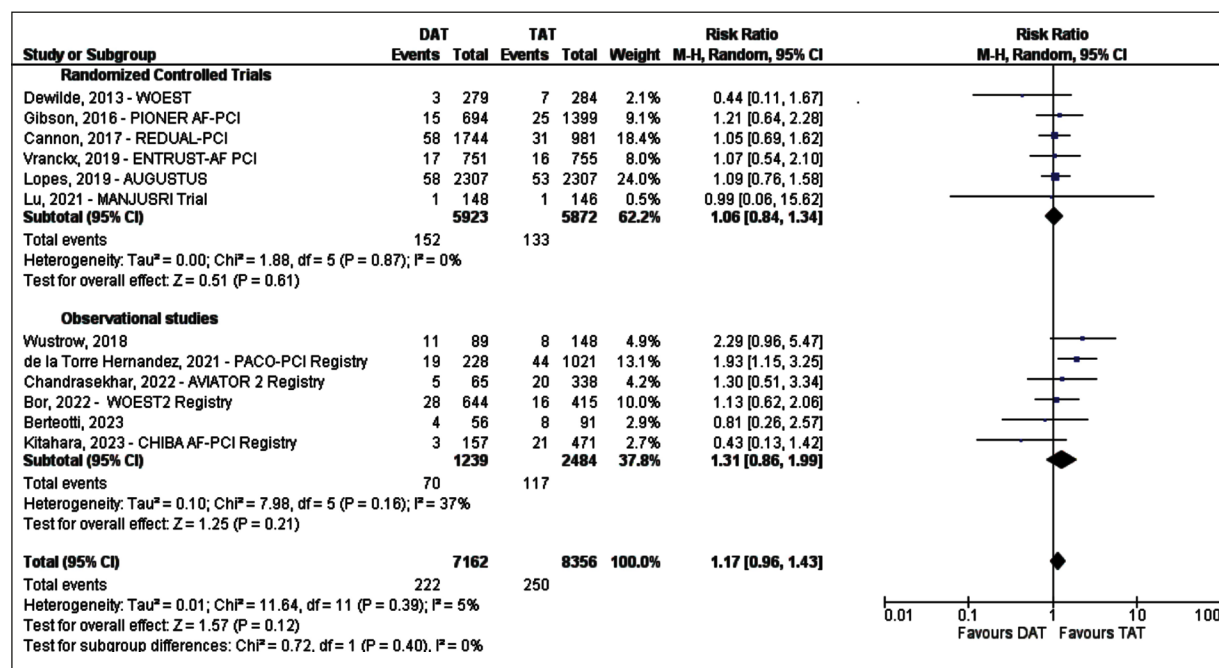 DAT TAT Risk Ratio Risk Ratio
Study or Subgroup Events Total Events Total Weight M-H, Random, 95% CI M-H, Random, 95% CI
Randomized Controlled Trials
Dewilde, 2013 - WOEST 3 279 7 284 2.1% 0.44 [0.11, 1.67]
Gibson, 2016 - PIONER AF-PCI 15 694 25 1399 9.1% 1.21 [0.64, 2.28]
Cannon, 2017 - REDUAL-PCI 58 1744 31 981 18.4% 1.05 [0.69, 1.62]
Vranckx, 2019 - ENTRUST-AF PCI 17 751 16 755 8.0% 1.07 [0.54, 2.10]
Lopes, 2019 - AUGUSTUS 58 2307 53 2307 24.0% 1.09 [0.76, 1.58]
Lu, 2021 - MANJUSRI Trial 1 148 1 146 0.5% 0.99 [0.06, 15.62]
Subtotal (95% CI) 5923 5872 62.2% 1.06 [0.84, 1.34]
Total events 152 133
Heterogeneity: Tau² = 0.00; Chi² = 1.88, df = 5 (P = 0.87); I² = 0%
Test for overall effect: Z = 0.51 (P = 0.61)
Observational studies
Wustrow, 2018 11 89 8 148 4.9% 2.29 [0.96, 5.47]
de la Torre Hernandez, 2021 - PACO-PCI Registry 19 228 44 1021 13.1% 1.93 [1.15, 3.25]
Chandrasekhar, 2022 - AVIATOR 2 Registry 5 65 20 338 4.2% 1.30 [0.51, 3.34]
Bor, 2022 - WOEST2 Registry 28 644 16 415 10.0% 1.13 [0.62, 2.06]
Berteotti, 2023 4 56 8 91 2.9% 0.81 [0.26, 2.57]
Kitahara, 2023 - CHIBA AF-PCI Registry 3 157 21 471 2.7% 0.43 [0.13, 1.42]
Subtotal (95% CI) 1239 2484 37.8% 1.31 [0.86, 1.99]
Total events 70 117
Heterogeneity: Tau² = 0.10; Chi² = 7.98, df = 5 (P = 0.16); I² = 37%
Test for overall effect: Z = 1.25 (P = 0.21)
Total (95% CI) 7162 8356 100.0% 1.17 [0.96, 1.43]
Total events 222 250
Heterogeneity: Tau² = 0.01; Chi² = 11.64, df = 11 (P = 0.39); I² = 5%
Test for overall effect: Z = 1.57 (P = 0.12)
Test for subgroup differences: Chi² = 0.72, df = 1 (P = 0.40), I² = 0%
0.01 0.1 1 10 100
Favours DAT Favours TAT